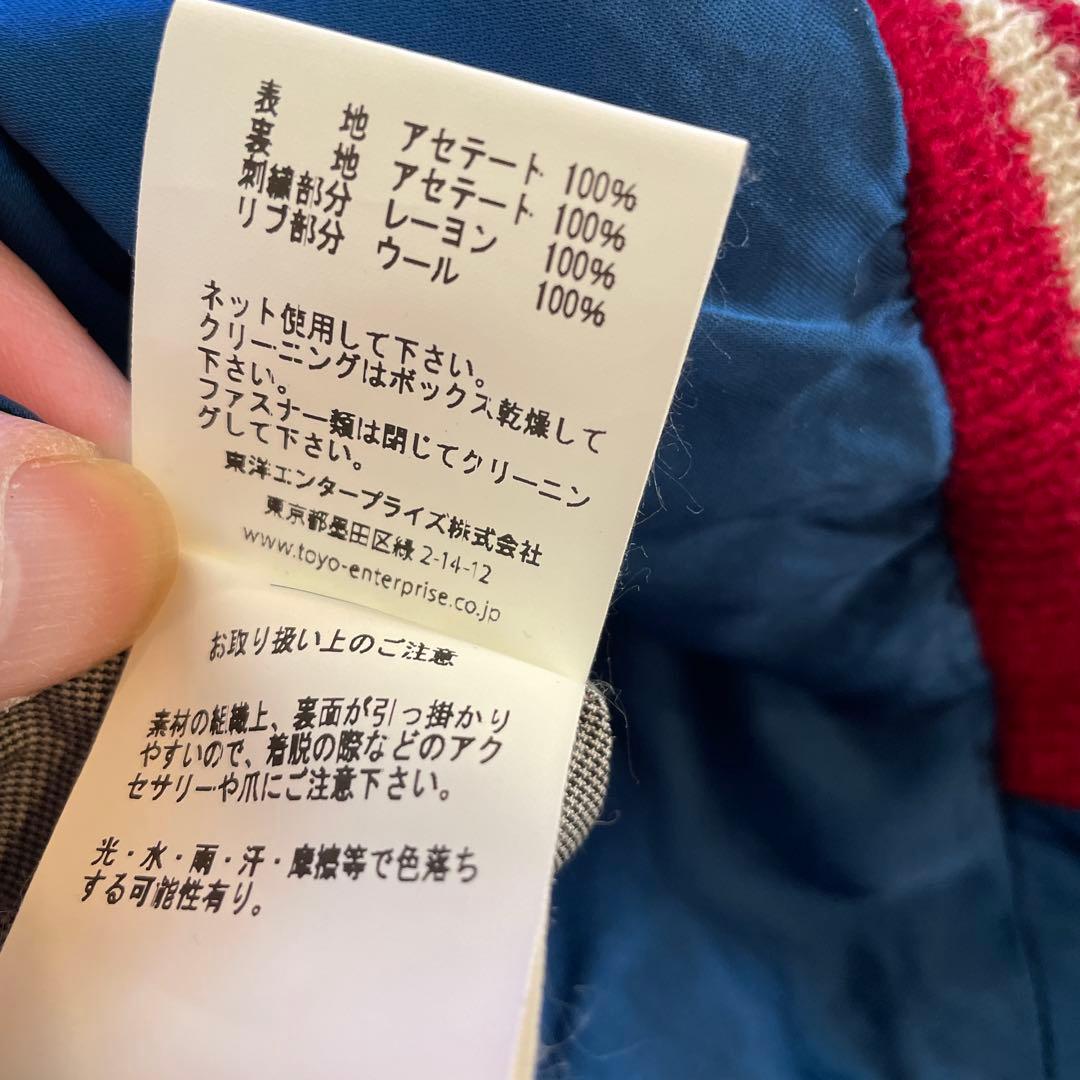 表 地 アセテート 100%
裏 地 アセテート 100%
刺繍部分 レーヨン 100%
リブ部分 ウール 100%
ネット使用して下さい。
クリーニングはボックス乾燥して
下さい。
ファスナー類は閉じてクリーニン
グして下さい。
東洋エンタープライズ株式会社
東京都墨田区緑 2-14-12
www.toyo-enterprise.co.jp
お取り扱い上のご注意
素材の組織上、裏面が引っ掛かり
やすいので、着脱の際などのアク
セサリーや爪にご注意下さい。
光・水・雨・汗・摩擦等で色落ち
する可能性有り。